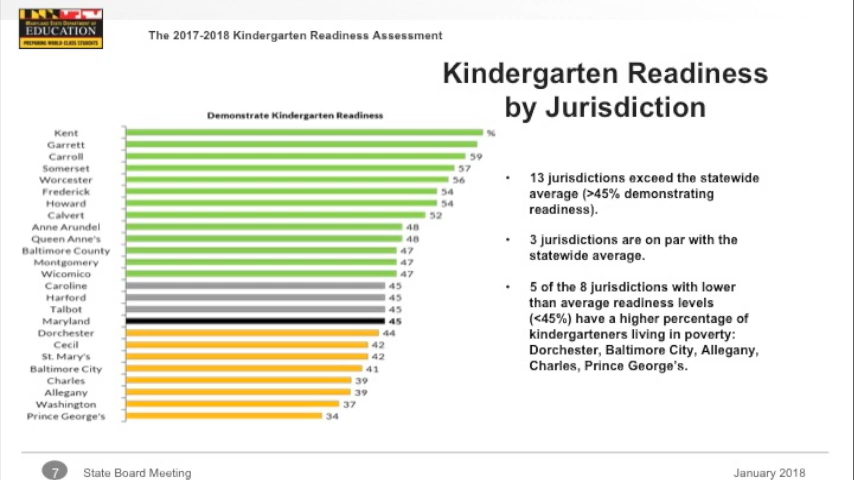 MARYLAND STATE DEPARTMENT OF
EDUCATION
PREPARING WORLD CLASS STUDENTS
The 2017-2018 Kindergarten Readiness Assessment
Kindergarten Readiness
by Jurisdiction
Demonstrate Kindergarten Readiness
Kent %
Garrett
Carroll 59
Somerset 57
Worcester 56
Frederick 54
Howard 54
Calvert 52
Anne Arundel 48
Queen Anne's 48
Baltimore County 47
Montgomery 47
Wicomico 47
Caroline 45
Harford 45
Talbot 45
Maryland 45
Dorchester 44
Cecil 42
St. Mary's 42
Baltimore City 41
Charles 39
Allegany 39
Washington 37
Prince George's 34
• 13 jurisdictions exceed the statewide
average (>45% demonstrating
readiness).
• 3 jurisdictions are on par with the
statewide average.
• 5 of the 8 jurisdictions with lower
than average readiness levels
(<45%) have a higher percentage of
kindergarteners living in poverty:
Dorchester, Baltimore City, Allegany,
Charles, Prince George's.
7 State Board Meeting
January 2018